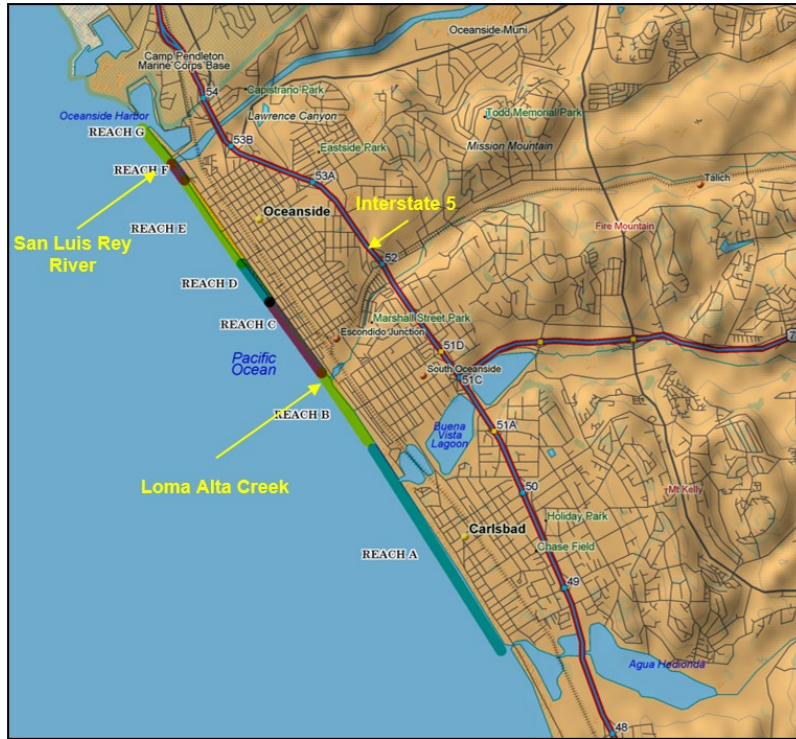 Oceanside Muni
Camp Pendleton
Marine Corps Base
54
Capistrano Park
Oceanside Harbor
Lawrence Canyon
Todd Memorial Park
REACH G
53B
Eastside Park
Mission Mountain
REACH F
53A
Talich
Interstate 5
Oceanside
Fire Mountain
San Luis Rey
River
REACH E
52
REACH D
Marshall Street Park
REACH C
Escondido Junction
51D
7
Pacific
Ocean
South Oceanside
51C
REACH B
Buena
Vista
Lagoon
51A
Loma Alta Creek
50
Mt Kelly
Holiday Park
Carlsbad
Chase Field
REACH A
49
Agua Hedionda
48